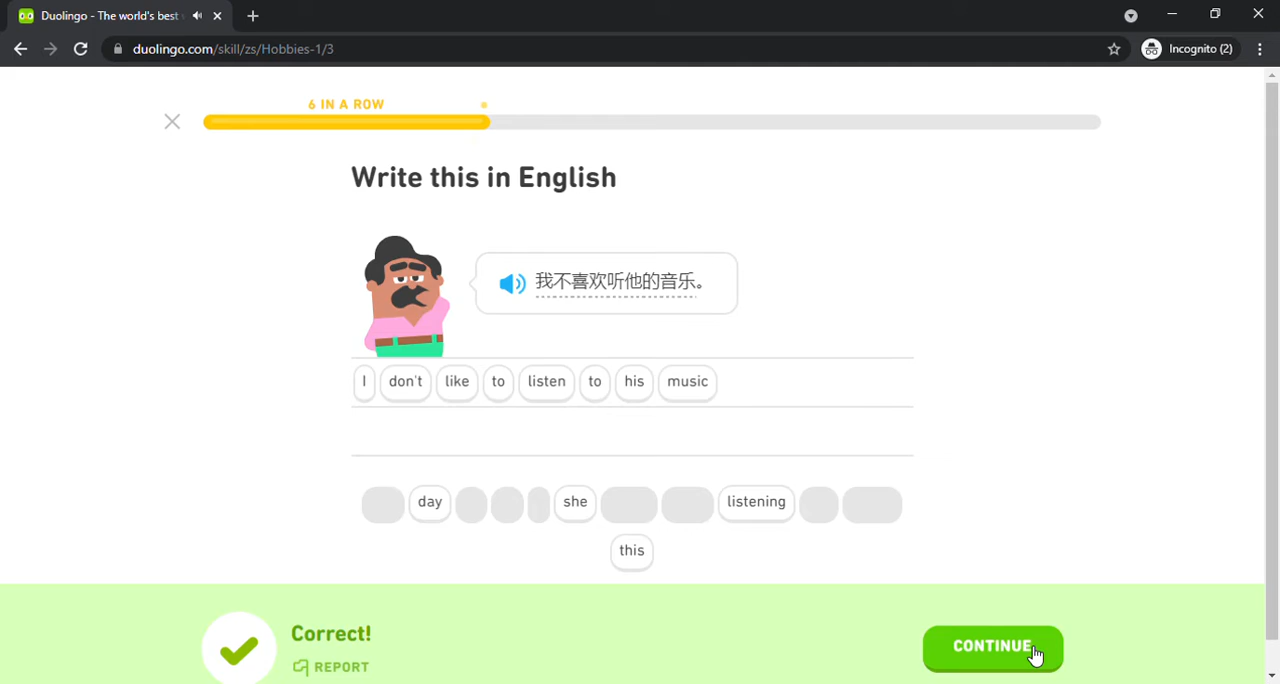 Duolingo - The world's best
duolingo.com/skill/zs/Hobbies-1/3
Incognito (2)
6 IN A ROW
Write this in English
我不喜欢听他的音乐。
I don't like to listen to his music
day she listening
this
Correct!
REPORT
CONTINUE